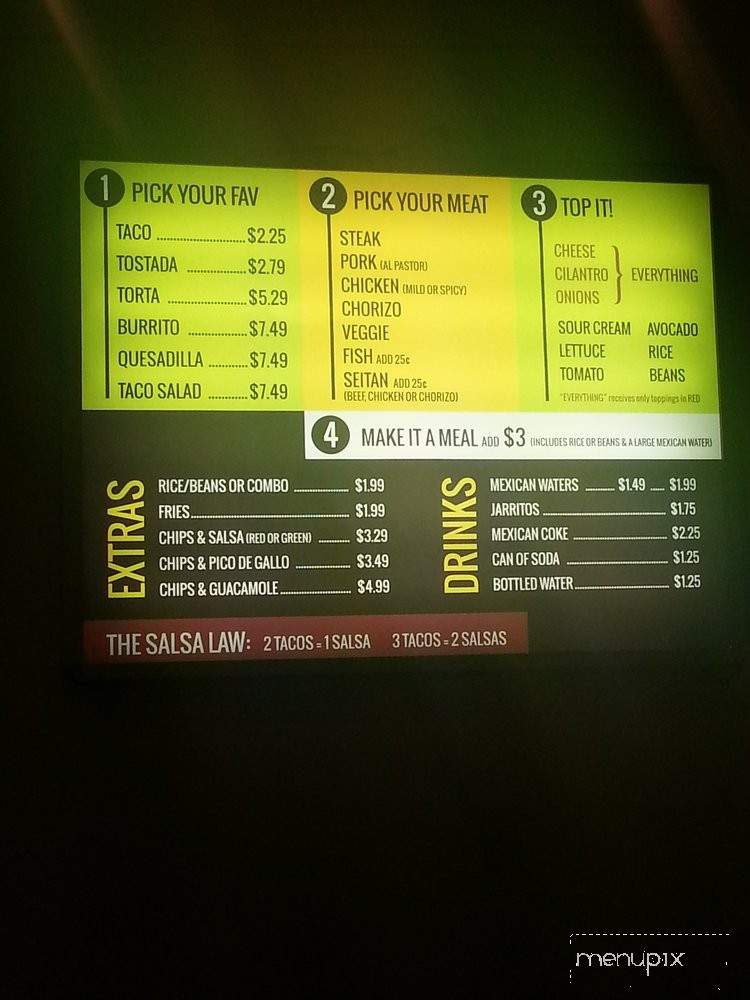 1 PICK YOUR FAV
TACO ........................ $2.25
TOSTADA ........................ $2.79
TORTA ........................ $5.29
BURRITO ........................ $7.49
QUESADILLA ............... $7.49
TACO SALAD ............ $7.49
2 PICK YOUR MEAT
STEAK
PORK (AL PASTOR)
CHICKEN (MILD OR SPICY)
CHORIZO
VEGGIE
FISH ADD 25¢
SEITAN ADD 25¢
(BEEF, CHICKEN OR CHORIZO)
3 TOP IT!
CHEESE
CILANTRO } EVERYTHING
ONIONS
SOUR CREAM AVOCADO
LETTUCE RICE
TOMATO BEANS
"EVERYTHING" receives only toppings in RED
4 MAKE IT A MEAL ADD $3 (INCLUDES RICE OR BEANS & A LARGE MEXICAN WATER)
EXTRAS
RICE/BEANS OR COMBO ............... $1.99
FRIES ............................................. $1.99
CHIPS & SALSA (RED OR GREEN) ......... $3.29
CHIPS & PICO DE GALLO ............... $3.49
CHIPS & GUACAMOLE ..................... $4.99
DRINKS
MEXICAN WATERS ........ $1.49 .... $1.99
JARRITOS ................................... $1.75
MEXICAN COKE ........................... $2.25
CAN OF SODA ............................ $1.25
BOTTLED WATER ......................... $1.25
THE SALSA LAW: 2 TACOS = 1 SALSA 3 TACOS = 2 SALSAS
menupix